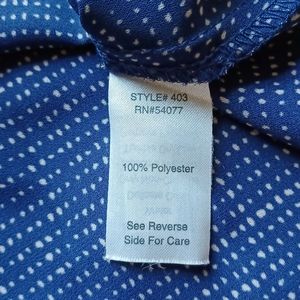 STYLE# 403
RN#54077
100% Polyester
See Reverse
Side For Care